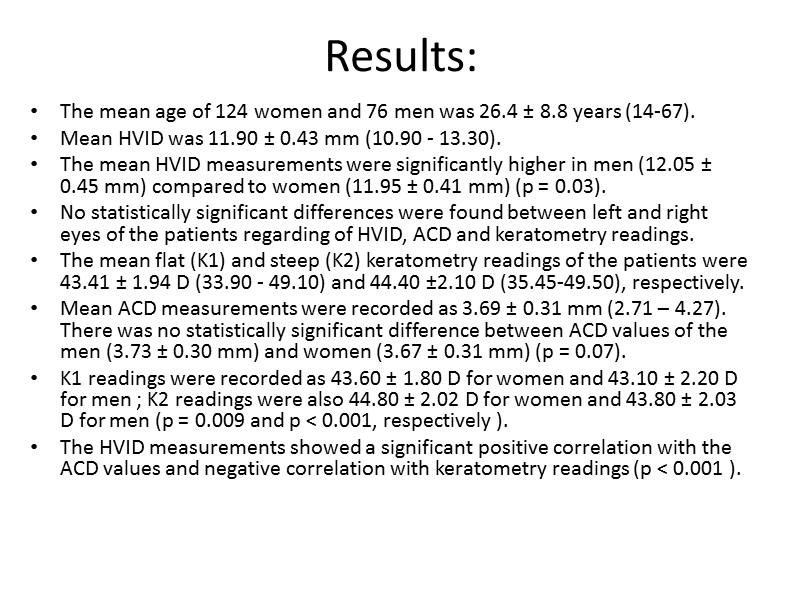 Results:
• The mean age of 124 women and 76 men was 26.4 ± 8.8 years (14-67).
• Mean HVID was 11.90 ± 0.43 mm (10.90 - 13.30).
• The mean HVID measurements were significantly higher in men (12.05 ±
0.45 mm) compared to women (11.95 ± 0.41 mm) (p = 0.03).
• No statistically significant differences were found between left and right
eyes of the patients regarding of HVID, ACD and keratometry readings.
• The mean flat (K1) and steep (K2) keratometry readings of the patients were
43.41 ± 1.94 D (33.90 - 49.10) and 44.40 ±2.10 D (35.45-49.50), respectively.
• Mean ACD measurements were recorded as 3.69 ± 0.31 mm (2.71 – 4.27).
There was no statistically significant difference between ACD values of the
men (3.73 ± 0.30 mm) and women (3.67 ± 0.31 mm) (p = 0.07).
• K1 readings were recorded as 43.60 ± 1.80 D for women and 43.10 ± 2.20 D
for men ; K2 readings were also 44.80 ± 2.02 D for women and 43.80 ± 2.03
D for men (p = 0.009 and p < 0.001, respectively ).
• The HVID measurements showed a significant positive correlation with the
ACD values and negative correlation with keratometry readings (p < 0.001 ).